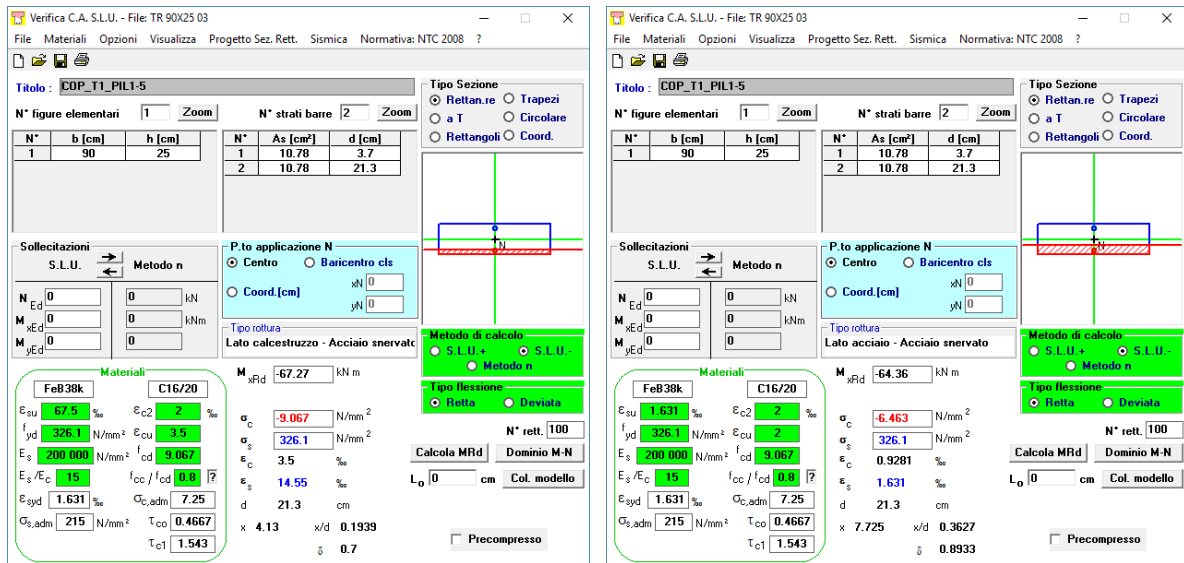 Verifica C.A. S.L.U. - File: TR 90X25 03
File Materiali Opzioni Visualizza Progetto Sez. Rett. Sismica Normativa: NTC 2008 ?
Titolo : COP_T1_PIL1-5
N° figure elementari 1 Zoom N° strati barre 2 Zoom
N° b [cm] h [cm]
1 90 25
N° As [cm²] d [cm]
1 10.78 3.7
2 10.78 21.3
Tipo Sezione
Rettan.re Trapezi
a T Circolare
Rettangoli Coord.
N
Sollecitazioni
S.L.U. Metodo n
N Ed 0 0 kN
M xEd 0 0 kNm
M yEd 0 0
P.to applicazione N
Centro Baricentro cls
Coord.[cm] xN 0
yN 0
Tipo rottura
Lato calcestruzzo - Acciaio snervato
Metodo di calcolo
S.L.U.+ S.L.U.-
Metodo n
Tipo flessione
Retta Deviata
N° rett. 100
Calcola MRd Dominio M-N
L₀ 0 cm Col. modello
Precompresso
Materiali
FeB38k C16/20
εsu 67.5 ‰ εc2 2 ‰
fyd 326.1 N/mm² εcu 3.5
Es 200 000 N/mm² fcd 9.067
Es/Ec 15 fcc / fcd 0.8 ?
εsyd 1.631 ‰ σc,adm 7.25
σs,adm 215 N/mm² τco 0.4667
τc1 1.543
M xRd -67.27 kN m
σc -9.067 N/mm²
σs 326.1 N/mm²
εc 3.5 ‰
εs 14.55 ‰
d 21.3 cm
x 4.13 x/d 0.1939
δ 0.7
Verifica C.A. S.L.U. - File: TR 90X25 03
File Materiali Opzioni Visualizza Progetto Sez. Rett. Sismica Normativa: NTC 2008 ?
Titolo : COP_T1_PIL1-5
N° figure elementari 1 Zoom N° strati barre 2 Zoom
N° b [cm] h [cm]
1 90 25
N° As [cm²] d [cm]
1 10.78 3.7
2 10.78 21.3
Tipo Sezione
Rettan.re Trapezi
a T Circolare
Rettangoli Coord.
N
Sollecitazioni
S.L.U. Metodo n
N Ed 0 0 kN
M xEd 0 0 kNm
M yEd 0 0
P.to applicazione N
Centro Baricentro cls
Coord.[cm] xN 0
yN 0
Tipo rottura
Lato acciaio - Acciaio snervato
Metodo di calcolo
S.L.U.+ S.L.U.-
Metodo n
Tipo flessione
Retta Deviata
N° rett. 100
Calcola MRd Dominio M-N
L₀ 0 cm Col. modello
Precompresso
Materiali
FeB38k C16/20
εsu 1.631 ‰ εc2 2 ‰
fyd 326.1 N/mm² εcu 2
Es 200 000 N/mm² fcd 9.067
Es/Ec 15 fcc / fcd 0.8 ?
εsyd 1.631 ‰ σc,adm 7.25
σs,adm 215 N/mm² τco 0.4667
τc1 1.543
M xRd -64.36 kN m
σc -6.463 N/mm²
σs 326.1 N/mm²
εc 0.9281 ‰
εs 1.631 ‰
d 21.3 cm
x 7.725 x/d 0.3627
δ 0.8933